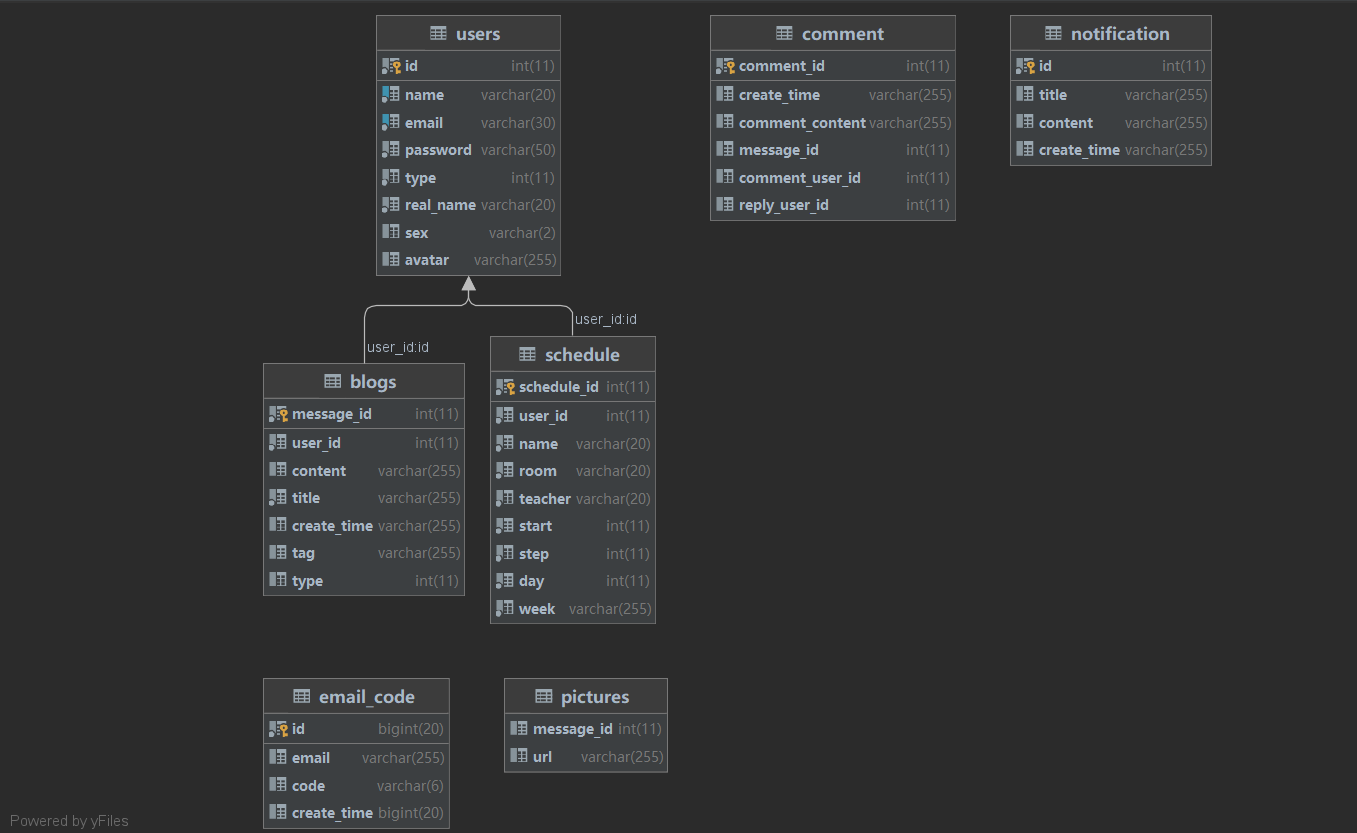 users
id int(11)
name varchar(20)
email varchar(30)
password varchar(50)
type int(11)
real_name varchar(20)
sex varchar(2)
avatar varchar(255)
comment
comment_id int(11)
create_time varchar(255)
comment_content varchar(255)
message_id int(11)
comment_user_id int(11)
reply_user_id int(11)
notification
id int(11)
title varchar(255)
content varchar(255)
create_time varchar(255)
user_id:id
user_id:id
blogs
message_id int(11)
user_id int(11)
content varchar(255)
title varchar(255)
create_time varchar(255)
tag varchar(255)
type int(11)
schedule
schedule_id int(11)
user_id int(11)
name varchar(20)
room varchar(20)
teacher varchar(20)
start int(11)
step int(11)
day int(11)
week varchar(255)
email_code
id bigint(20)
email varchar(255)
code varchar(6)
create_time bigint(20)
pictures
message_id int(11)
url varchar(255)
Powered by yFiles